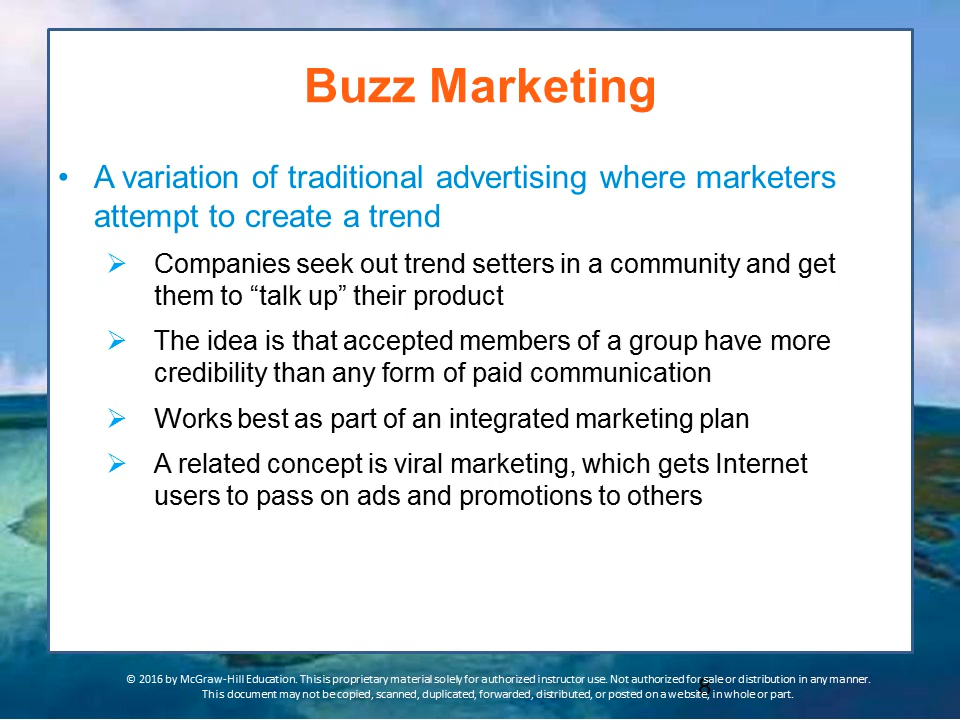 Buzz Marketing
• A variation of traditional advertising where marketers
attempt to create a trend
➢ Companies seek out trend setters in a community and get
them to “talk up” their product
➢ The idea is that accepted members of a group have more
credibility than any form of paid communication
➢ Works best as part of an integrated marketing plan
➢ A related concept is viral marketing, which gets Internet
users to pass on ads and promotions to others
© 2016 by McGraw-Hill Education. This is proprietary material solely for authorized instructor use. Not authorized for sale or distribution in any manner.
This document may not be copied, scanned, duplicated, forwarded, distributed, or posted on a website, in whole or part.